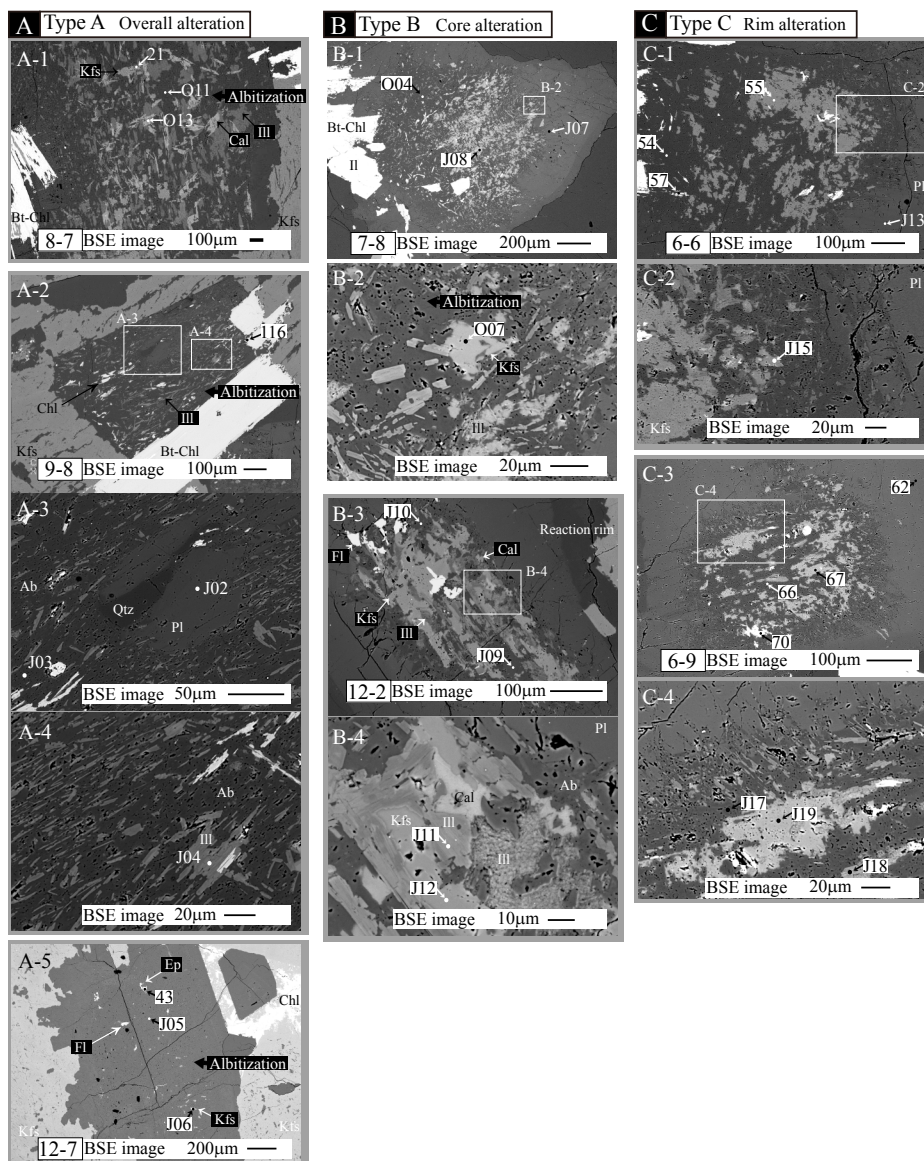 A Type A Overall alteration
A-1
Kfs
21
O11
Albitization
O13
Cal
Ill
Bt-Chl
Kfs
8-7 BSE image 100µm
A-2
A-3
A-4
116
Chl
Albitization
Ill
Kfs
Bt-Chl
9-8 BSE image 100µm
A-3
Ab
J02
Qtz
Pl
J03
BSE image 50µm
A-4
Ab
Ill
J04
BSE image 20µm
A-5
Ep
43
Chl
J05
Fl
Albitization
J06
Kfs
Kfs
Kfs
12-7 BSE image 200µm
B Type B Core alteration
B-1
O04
B-2
Bt-Chl
J07
Il
J08
7-8 BSE image 200µm
B-2
Albitization
O07
Kfs
Ill
BSE image 20µm
B-3
J10
Reaction rim
Fl
Cal
B-4
Kfs
Ill
J09
12-2 BSE image 100µm
B-4
Pl
Cal
Ab
Kfs
Ill
J11
Ill
J12
BSE image 10µm
C Type C Rim alteration
C-1
55
C-2
54
57
Pl
J13
6-6 BSE image 100µm
C-2
Pl
J15
Kfs
BSE image 20µm
C-3
62
C-4
66
67
70
6-9 BSE image 100µm
C-4
J17
J19
J18
BSE image 20µm